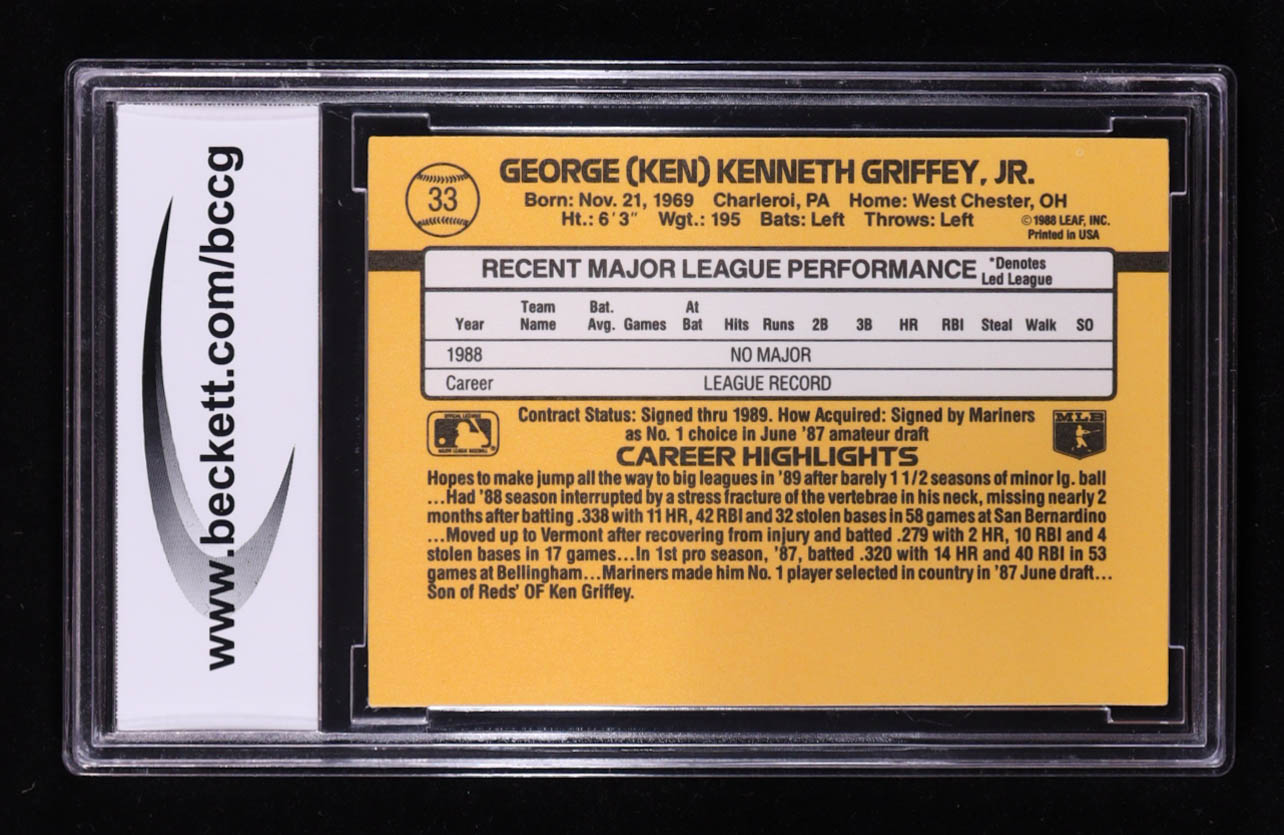 www.beckett.com/bccg
33
GEORGE (KEN) KENNETH GRIFFEY, JR.
Born: Nov. 21, 1969 Charleroi, PA Home: West Chester, OH
Ht.: 6'3" Wgt.: 195 Bats: Left Throws: Left
©1988 LEAF, INC.
Printed in USA
RECENT MAJOR LEAGUE PERFORMANCE *Denotes
Led League
Year Team Name Bat. Avg. Games At Bat Hits Runs 2B 3B HR RBI Steal Walk SO
1988 NO MAJOR
Career LEAGUE RECORD
Contract Status: Signed thru 1989. How Acquired: Signed by Mariners
as No. 1 choice in June '87 amateur draft
MLB
CAREER HIGHLIGHTS
Hopes to make jump all the way to big leagues in '89 after barely 1 1/2 seasons of minor lg. ball
...Had '88 season interrupted by a stress fracture of the vertebrae in his neck, missing nearly 2
months after batting .338 with 11 HR, 42 RBI and 32 stolen bases in 58 games at San Bernardino
...Moved up to Vermont after recovering from injury and batted .279 with 2 HR, 10 RBI and 4
stolen bases in 17 games...In 1st pro season, '87, batted .320 with 14 HR and 40 RBI in 53
games at Bellingham...Mariners made him No. 1 player selected in country in '87 June draft...
Son of Reds' OF Ken Griffey.